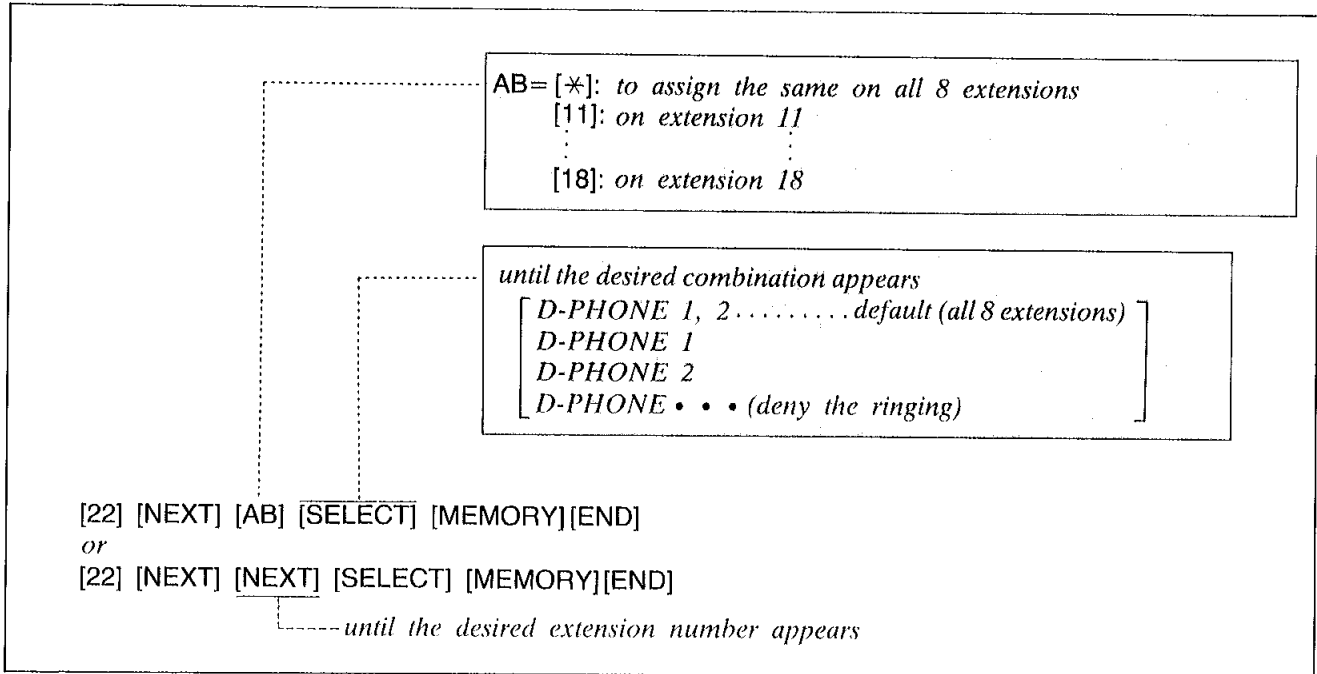 AB=[*]: to assign the same on all 8 extensions
[11]: on extension 11
[18]: on extension 18
until the desired combination appears
D-PHONE 1, 2.........default (all 8 extensions)
D-PHONE 1
D-PHONE 2
D-PHONE • • • (deny the ringing)
[22] [NEXT] [AB] [SELECT] [MEMORY][END]
or
[22] [NEXT] [NEXT] [SELECT] [MEMORY][END]
until the desired extension number appears